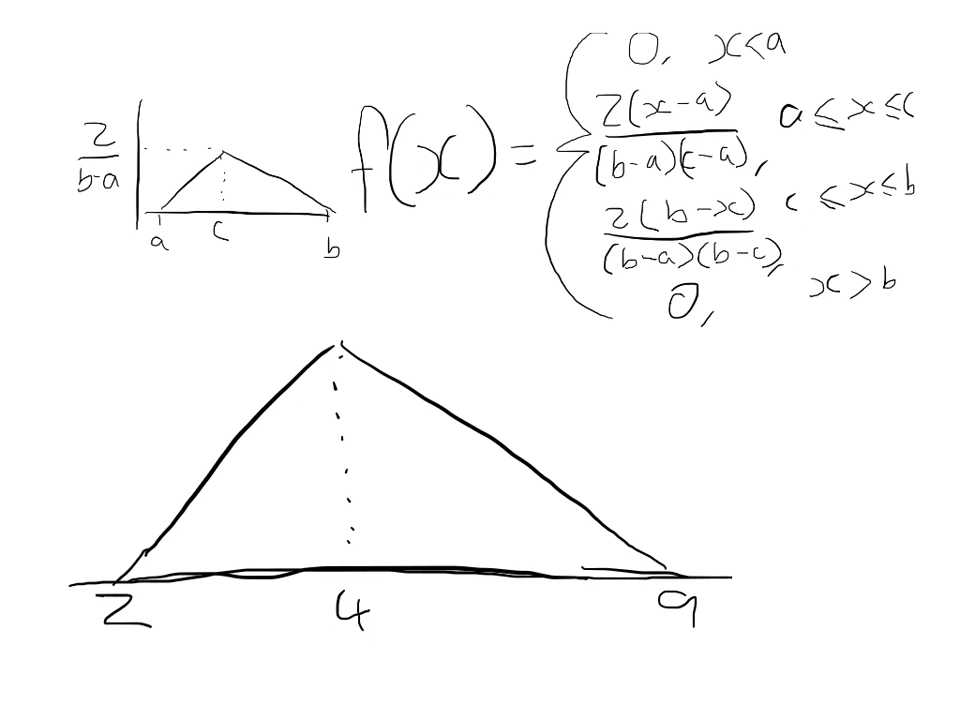 2/(b-a)
a c b
f(x) = { 0, x<a
2(x-a)/((b-a)(c-a)), a≤x≤c
2(b-x)/((b-a)(b-c)), c≤x≤b
0, x>b
2 4 9